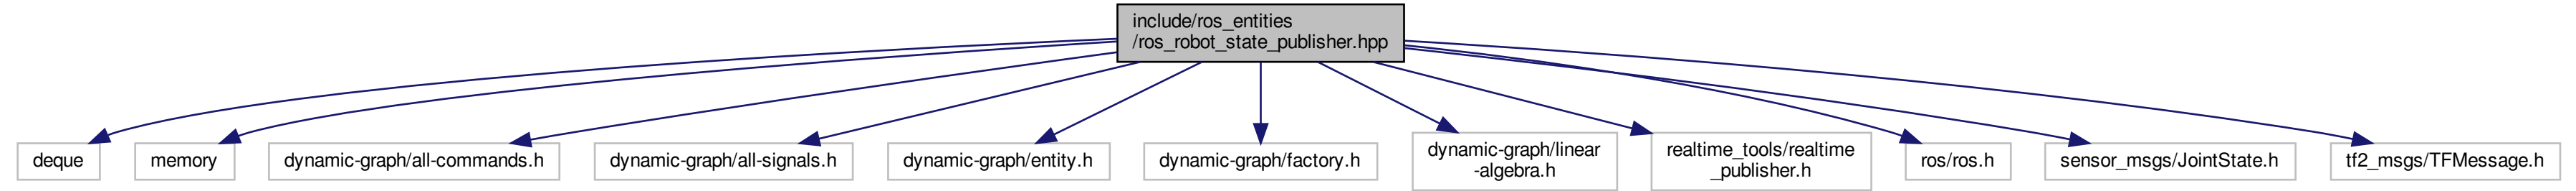 include/ros_entities
/ros_robot_state_publisher.hpp
deque
memory
dynamic-graph/all-commands.h
dynamic-graph/all-signals.h
dynamic-graph/entity.h
dynamic-graph/factory.h
dynamic-graph/linear
-algebra.h
realtime_tools/realtime
_publisher.h
ros/ros.h
sensor_msgs/JointState.h
tf2_msgs/TFMessage.h